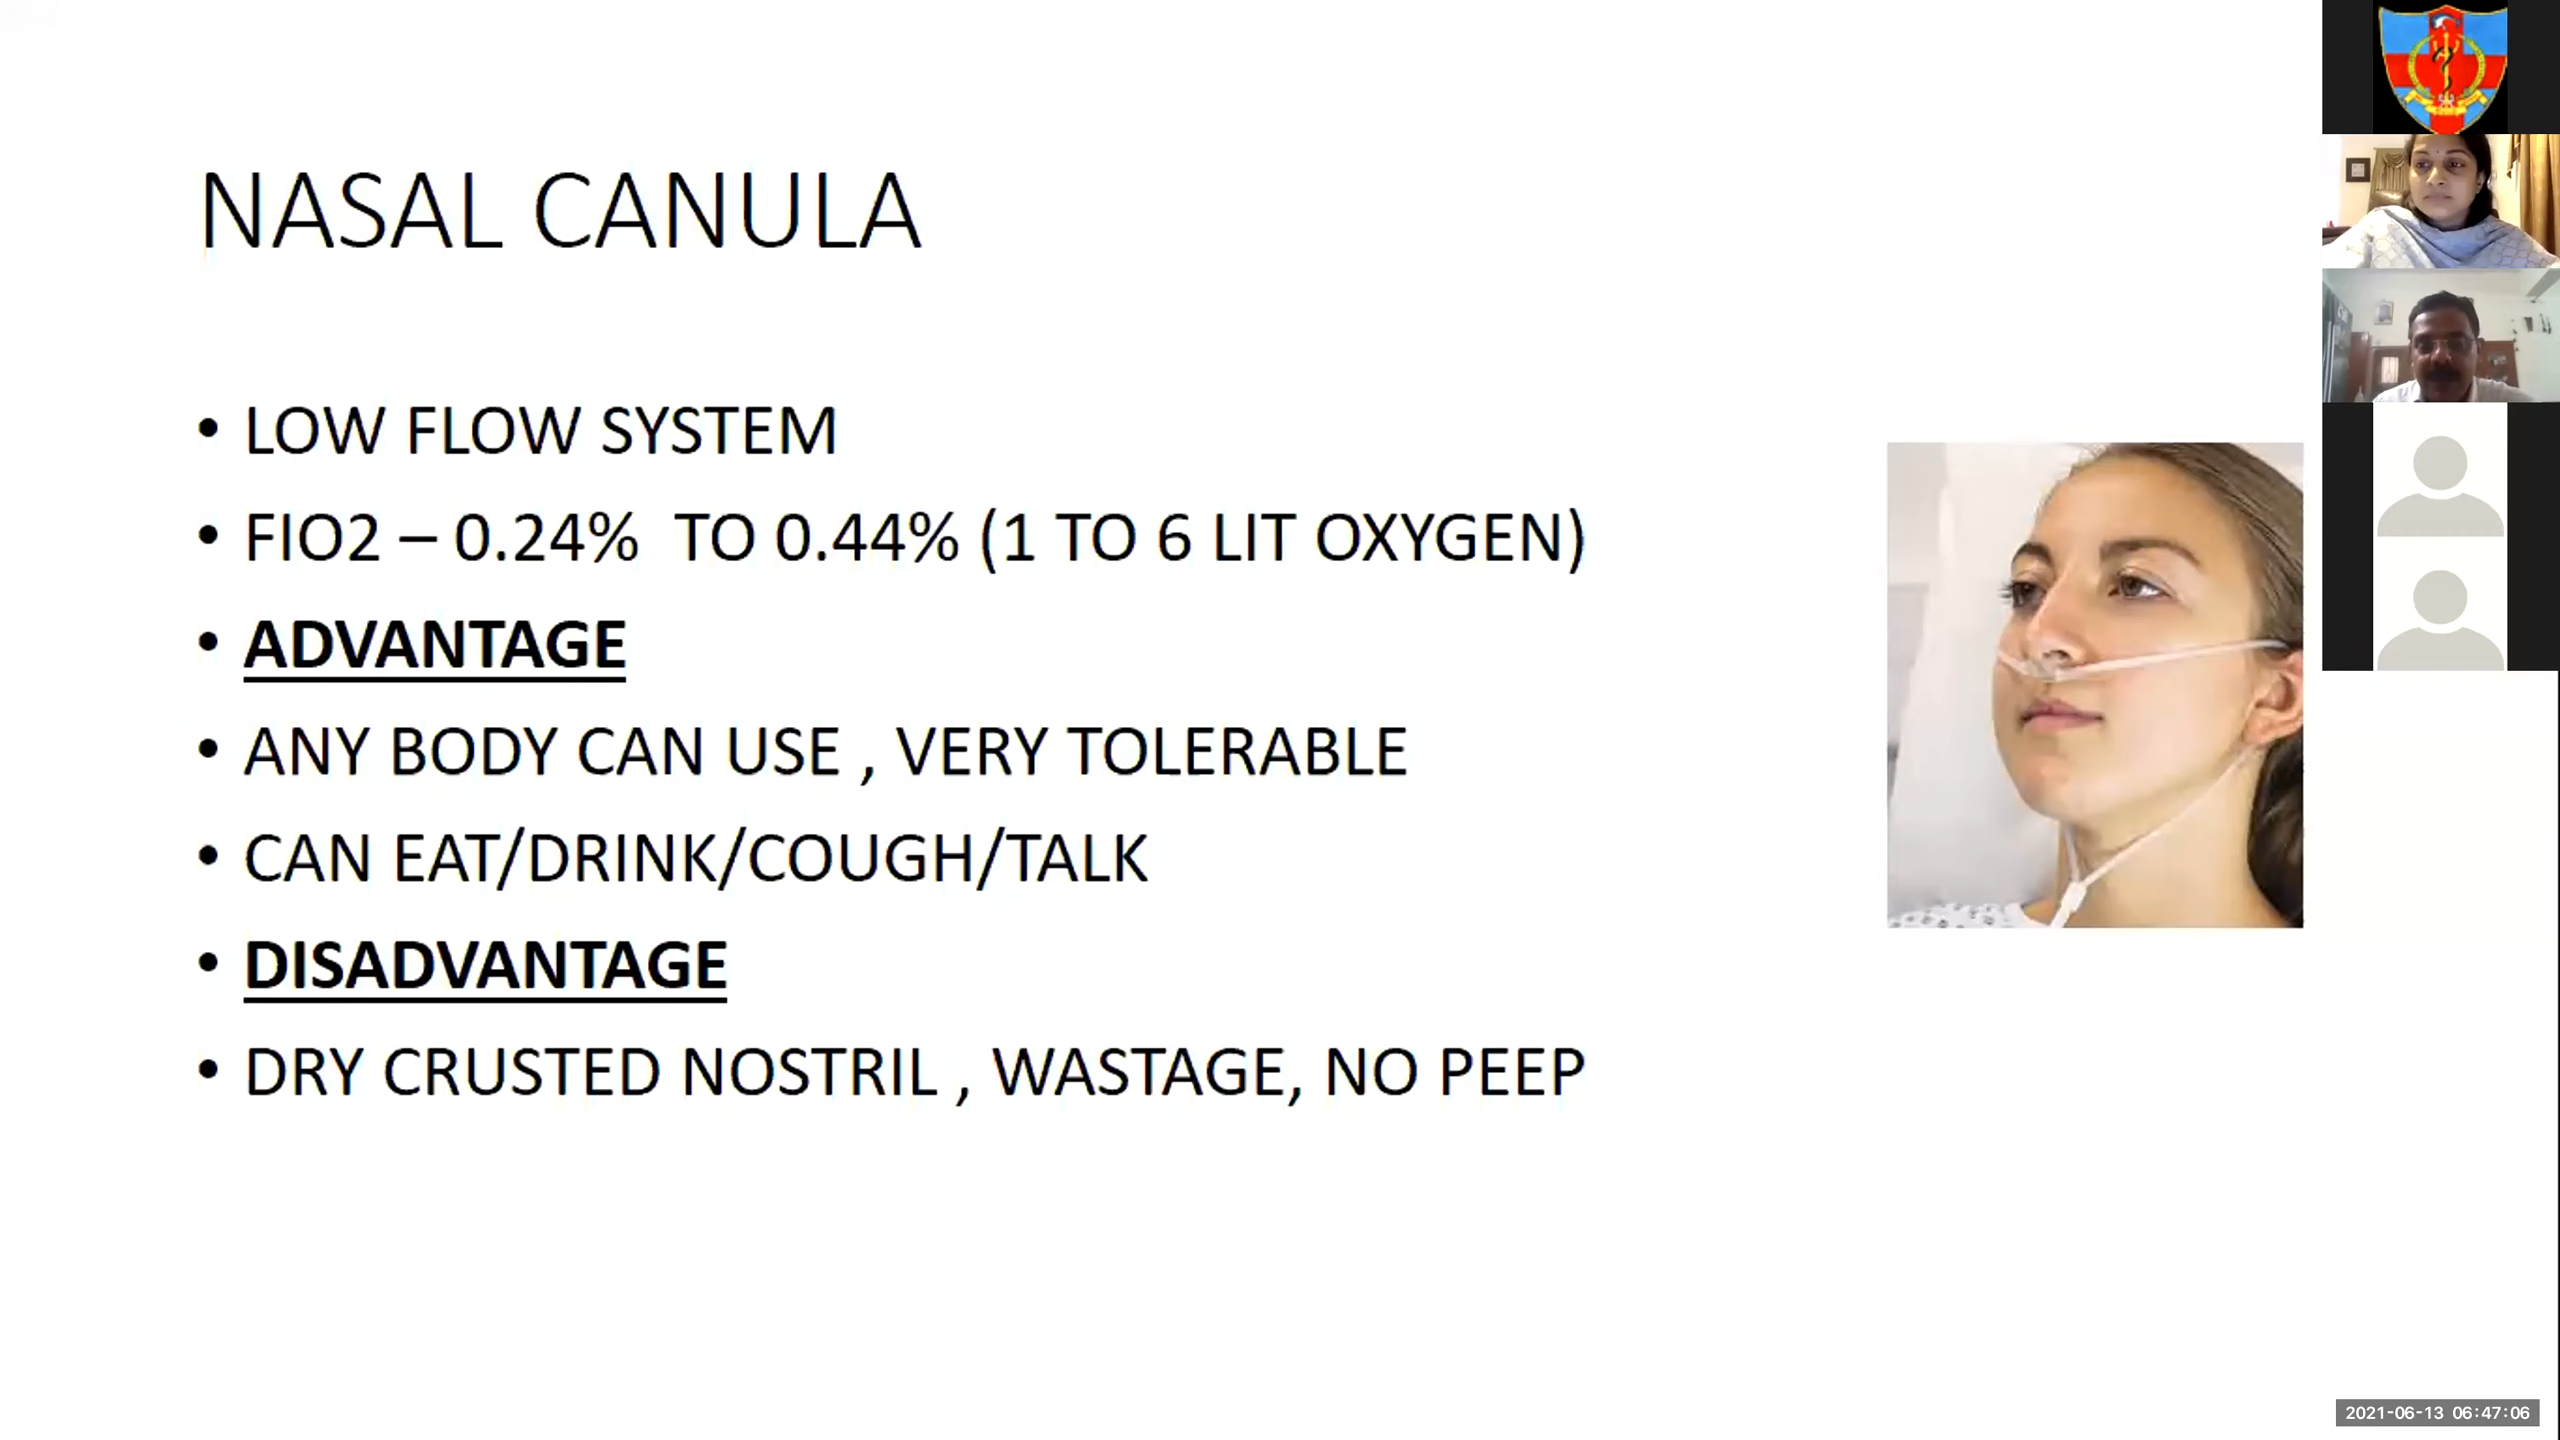 NASAL CANULA
• LOW FLOW SYSTEM
• FIO2 – 0.24%  TO 0.44% (1 TO 6 LIT OXYGEN)
• ADVANTAGE
• ANY BODY CAN USE , VERY TOLERABLE
• CAN EAT/DRINK/COUGH/TALK
• DISADVANTAGE
• DRY CRUSTED NOSTRIL , WASTAGE, NO PEEP
2021-06-13 06:47:06